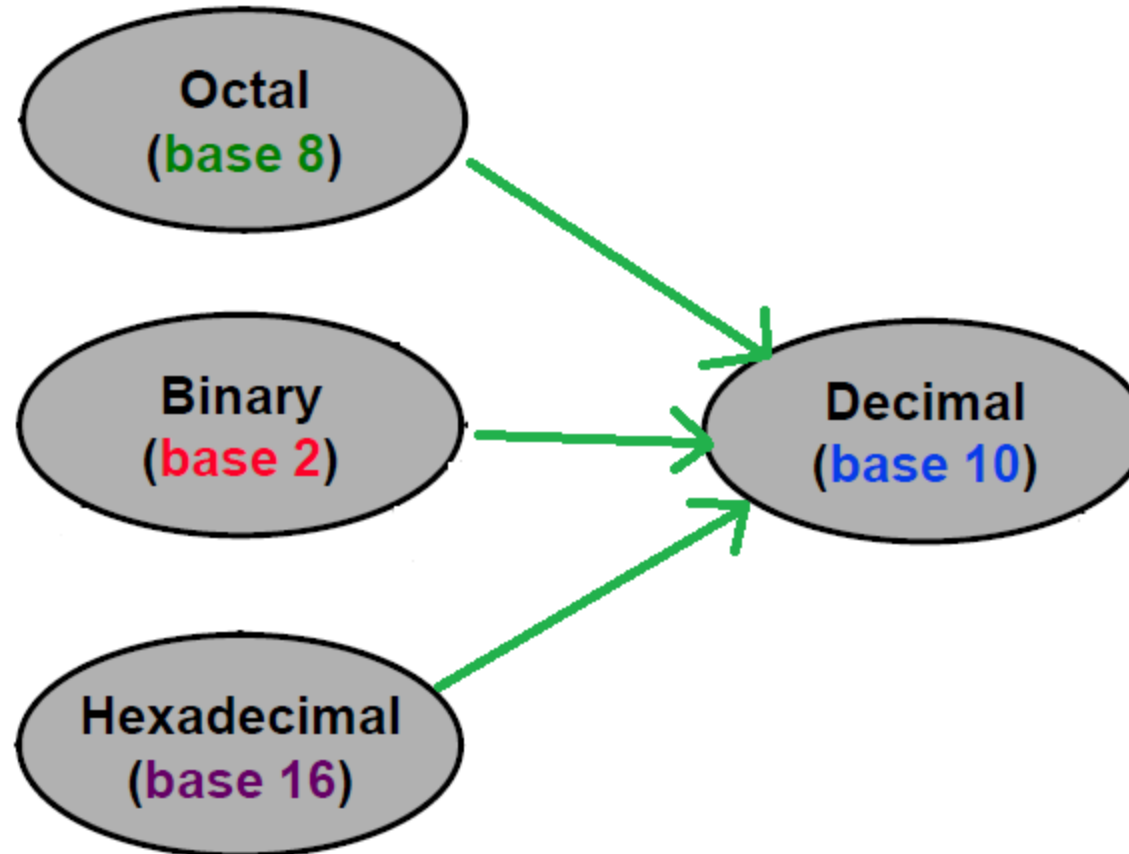 Octal
(base 8)
Binary
(base 2)
Decimal
(base 10)
Hexadecimal
(base 16)